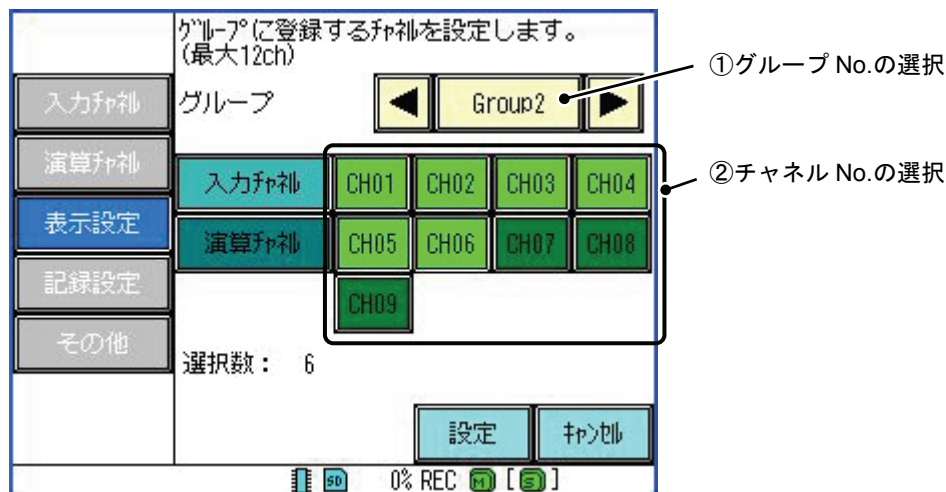 ｸﾞﾙｰﾌﾟに登録するﾁｬﾈﾙを設定します。
(最大12ch)
グループ
Group2
①グループ No.の選択
入力ﾁｬﾈﾙ
演算ﾁｬﾈﾙ
表示設定
記録設定
その他
入力ﾁｬﾈﾙ
CH01
CH02
CH03
CH04
②チャネル No.の選択
演算ﾁｬﾈﾙ
CH05
CH06
CH07
CH08
CH09
選択数： 6
設定
ｷｬﾝｾﾙ
SD
0% REC M [ S ]